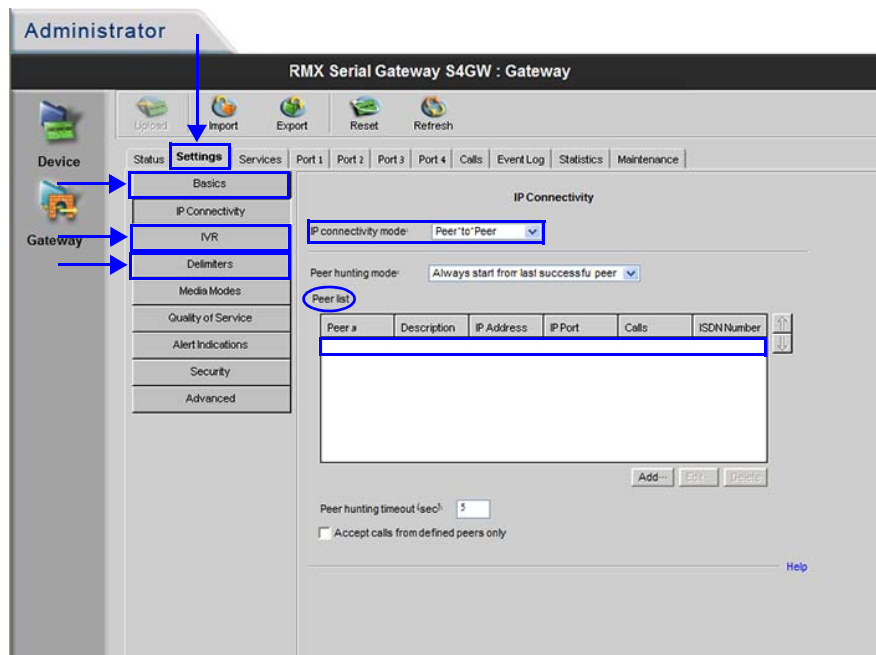 Administrator
RMX Serial Gateway S4GW : Gateway
Upload Import Export Reset Refresh
Device
Gateway
Status Settings Services Port 1 Port 2 Port 3 Port 4 Calls Event Log Statistics Maintenance
Basics
IP Connectivity
IVR
Delimiters
Media Modes
Quality of Service
Alert Indications
Security
Advanced
IP Connectivity
IP connectivity mode: Peer-to-Peer
Peer hunting mode: Always start from last successfu peer
Peer list
Peer # Description IP Address IP Port Calls ISDN Number
Add... Edit... Delete
Peer hunting timeout (sec): 5
Accept calls from defined peers only
Help